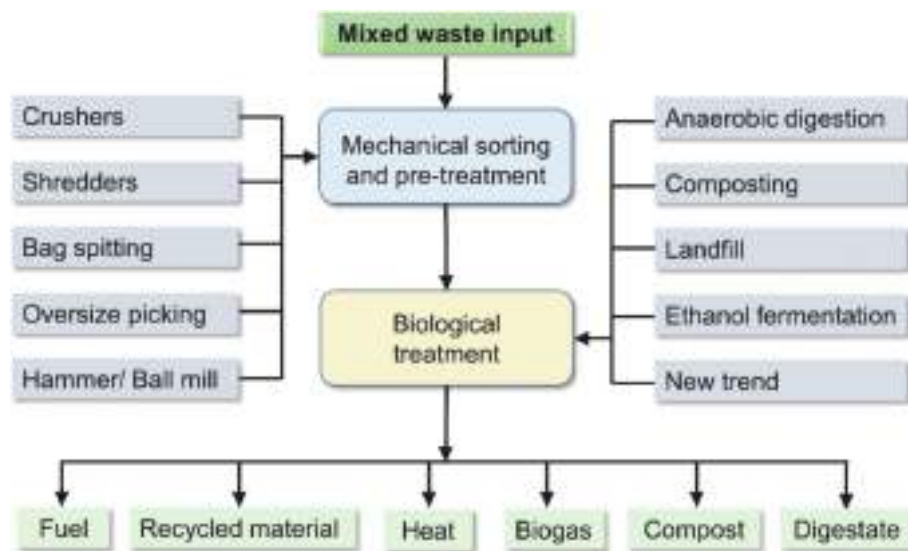 Mixed waste input
Crushers
Shredders
Bag spitting
Oversize picking
Hammer/ Ball mill
Mechanical sorting
and pre-treatment
Biological
treatment
Anaerobic digestion
Composting
Landfill
Ethanol fermentation
New trend
Fuel
Recycled material
Heat
Biogas
Compost
Digestate